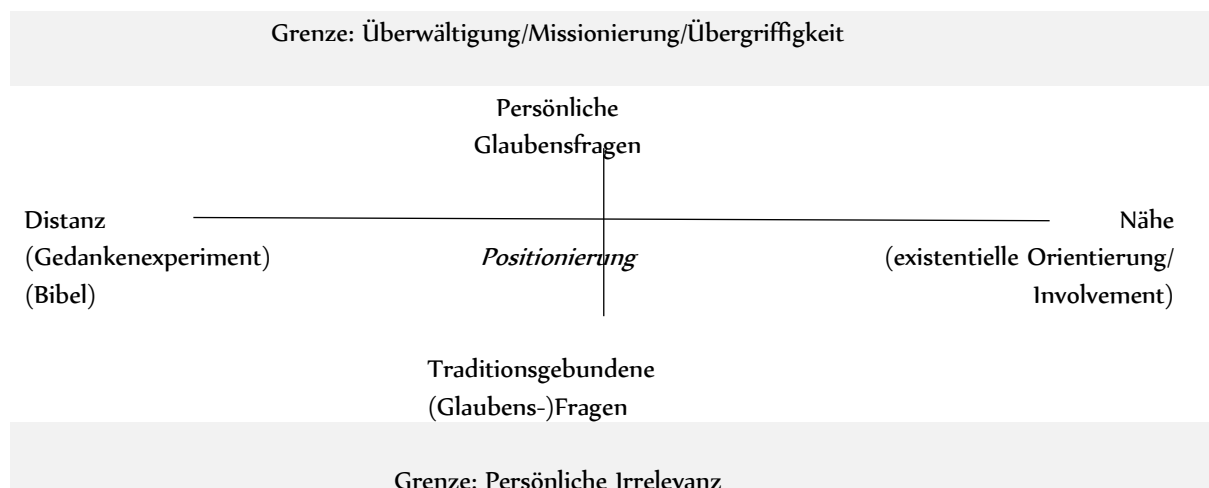 Grenze: Überwältigung/Missionierung/Übergriffigkeit
Persönliche
Glaubensfragen
Distanz
(Gedankenexperiment)
(Bibel)
Positionierung
Nähe
(existentielle Orientierung/
Involvement)
Traditionsgebundene
(Glaubens-)Fragen
Grenze: Persönliche Irrelevanz